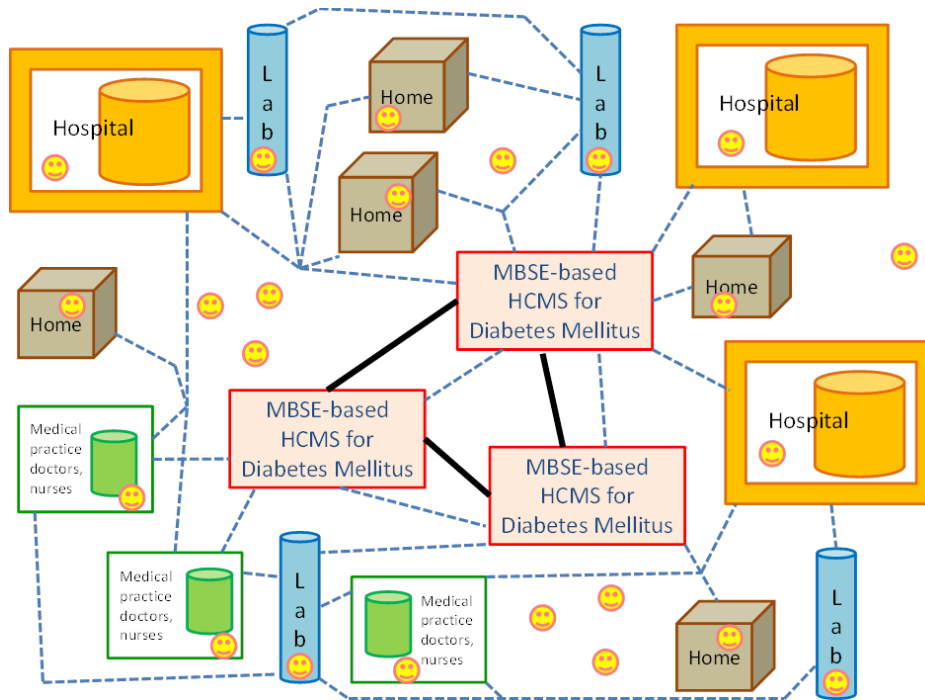 L
a
b
Home
L
a
b
Hospital
Hospital
Home
MBSE-based
HCMS for
Diabetes Mellitus
Home
Home
MBSE-based
HCMS for
Diabetes Mellitus
Hospital
Medical
practice
doctors,
nurses
MBSE-based
HCMS for
Diabetes Mellitus
Medical
practice
doctors,
nurses
L
a
b
Medical
practice
doctors,
nurses
Home
L
a
b